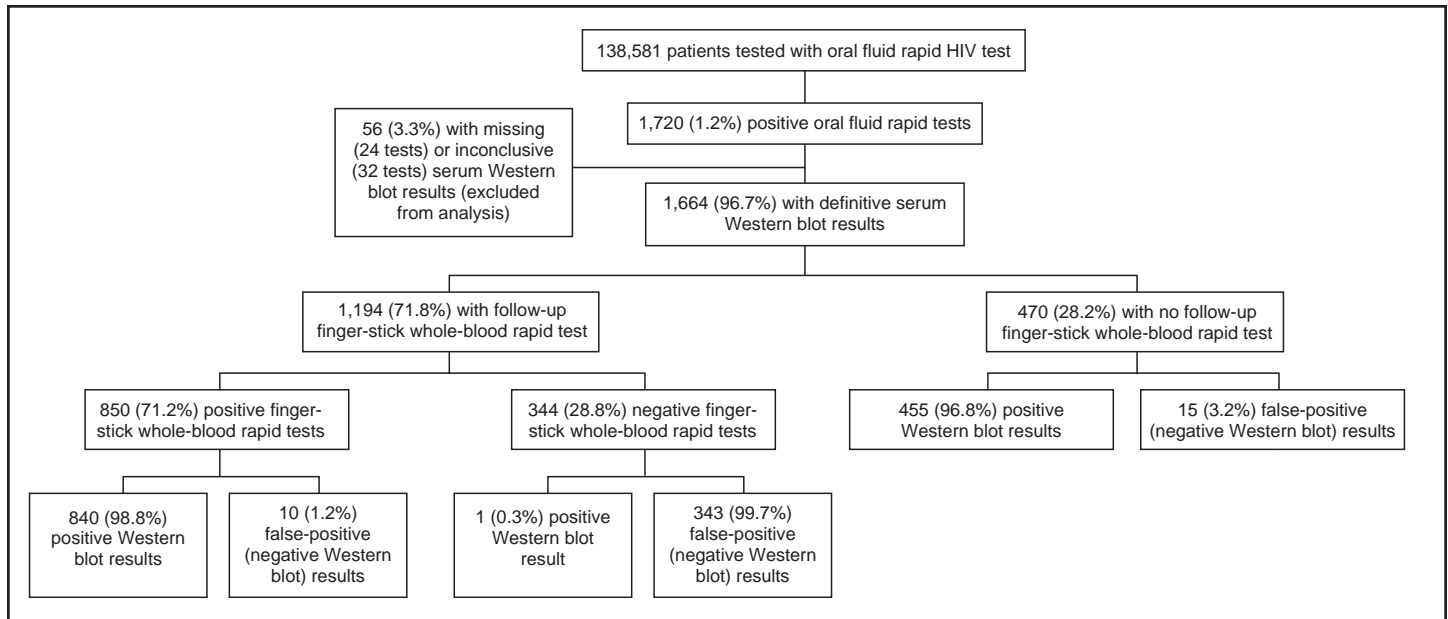 138,581 patients tested with oral fluid rapid HIV test
1,720 (1.2%) positive oral fluid rapid tests
56 (3.3%) with missing
(24 tests) or inconclusive
(32 tests) serum Western
blot results (excluded
from analysis)
1,664 (96.7%) with definitive serum
Western blot results
1,194 (71.8%) with follow-up
finger-stick whole-blood rapid test
470 (28.2%) with no follow-up
finger-stick whole-blood rapid test
850 (71.2%) positive finger-
stick whole-blood rapid tests
344 (28.8%) negative finger-
stick whole-blood rapid tests
455 (96.8%) positive
Western blot results
15 (3.2%) false-positive
(negative Western blot) results
840 (98.8%)
positive Western
blot results
10 (1.2%)
false-positive
(negative Western
blot) results
1 (0.3%) positive
Western blot
result
343 (99.7%)
false-positive
(negative Western
blot) results